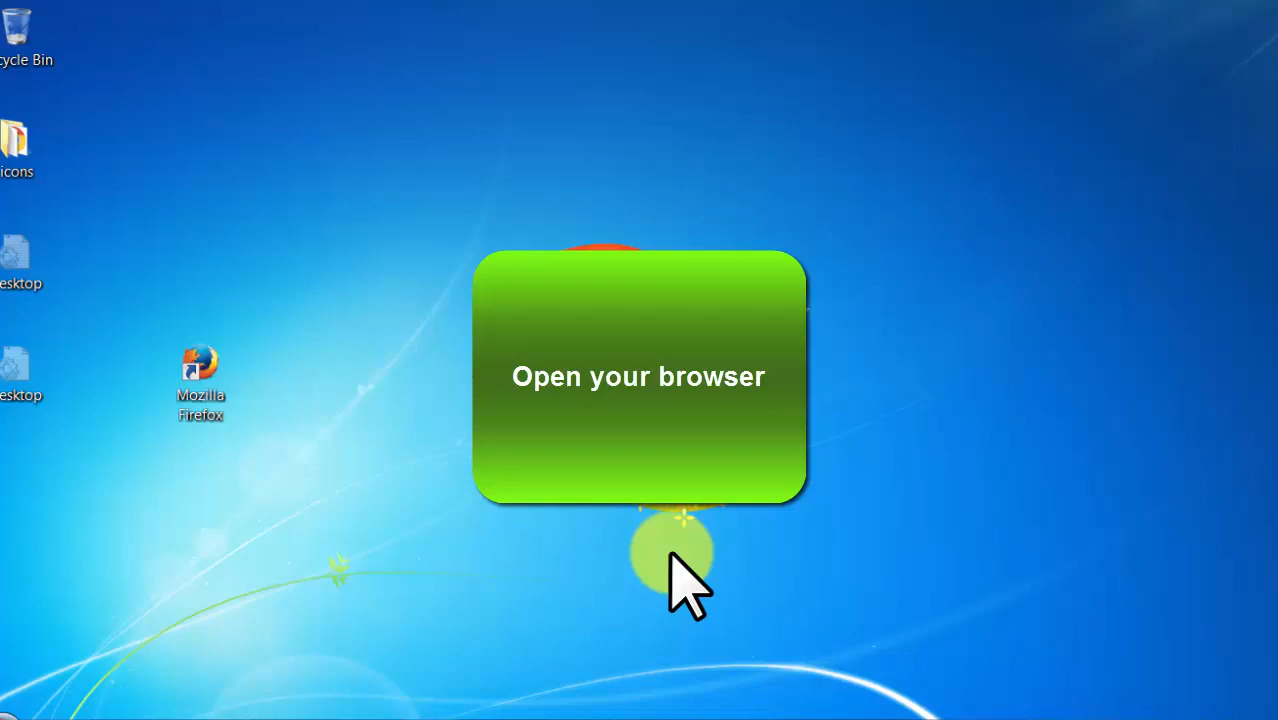 cycle Bin
icons
esktop
esktop
Mozilla
Firefox
Open your browser